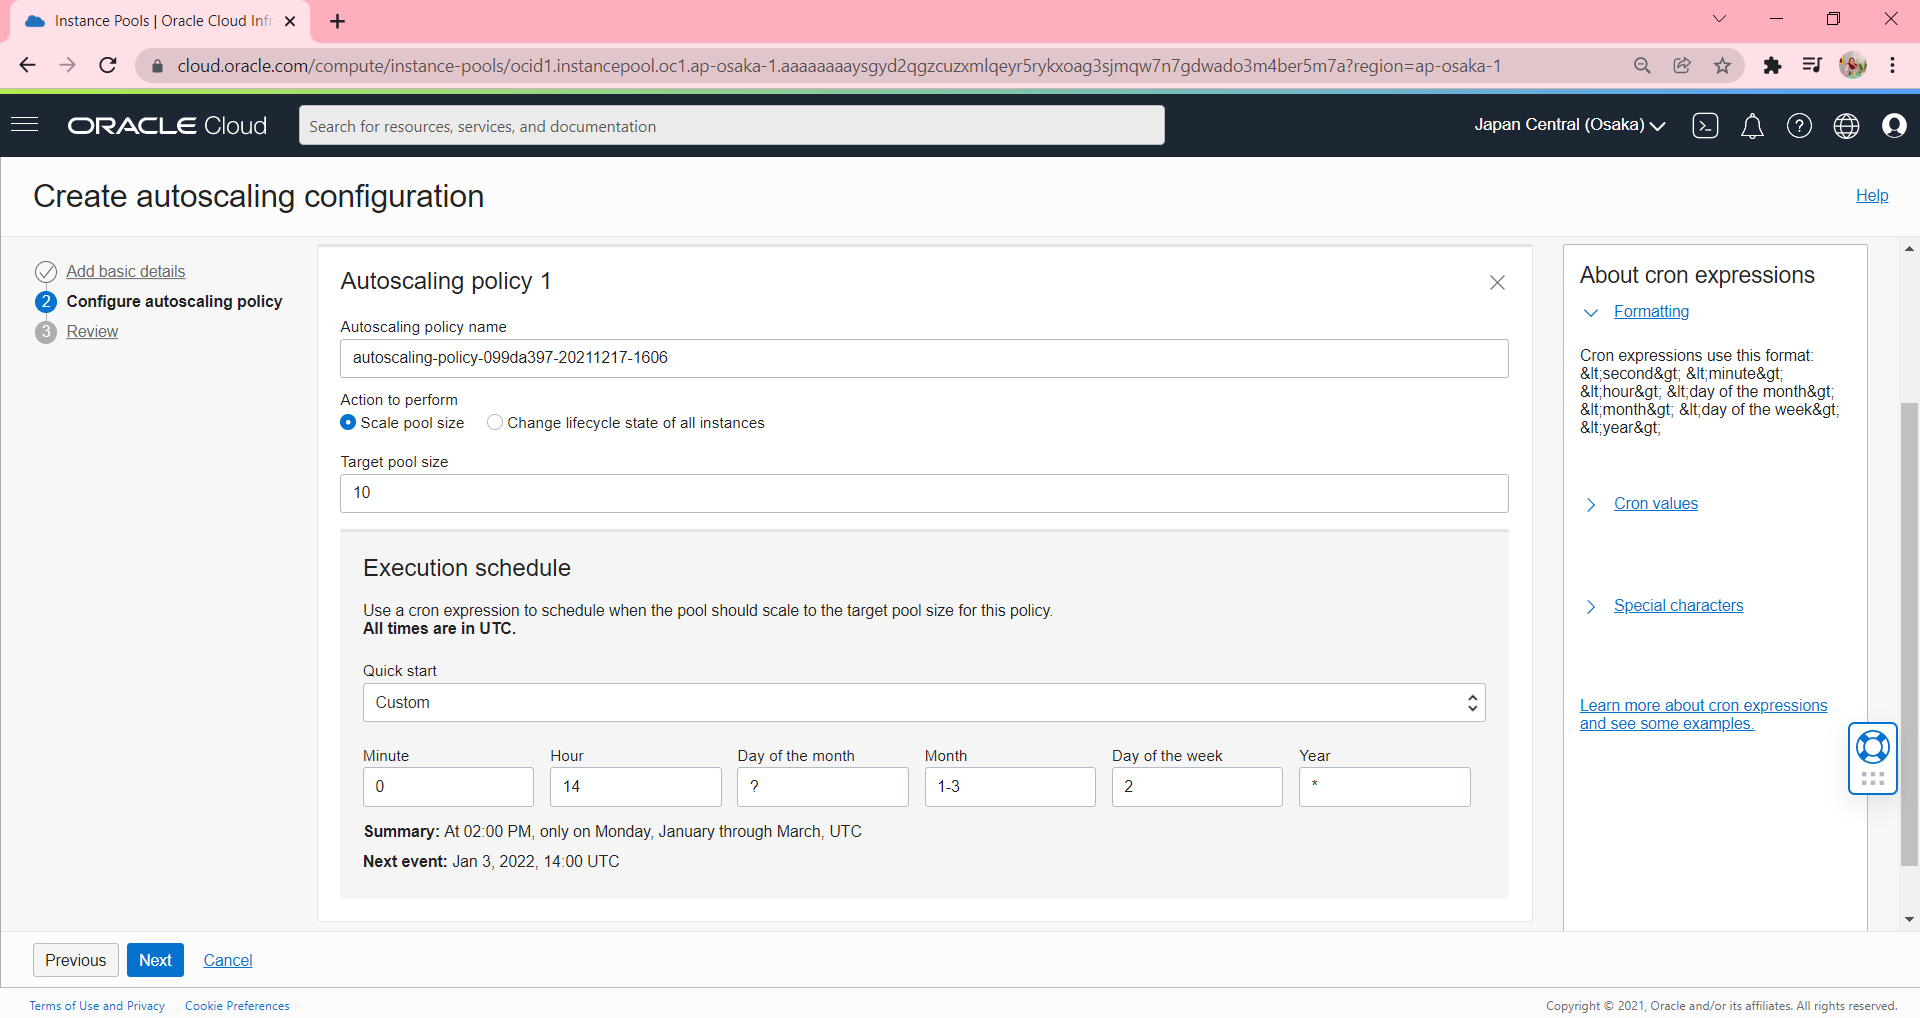 Instance Pools | Oracle Cloud Infr
cloud.oracle.com/compute/instance-pools/ocid1.instancepool.oc1.ap-osaka-1.aaaaaaaaysgyd2qgzcuzxmlqeyr5rykxoag3sjmqw7n7gdwado3m4ber5m7a?region=ap-osaka-1
ORACLE Cloud
Search for resources, services, and documentation
Japan Central (Osaka)
Create autoscaling configuration
Help
Add basic details
2 Configure autoscaling policy
3 Review
Autoscaling policy 1
Autoscaling policy name
autoscaling-policy-099da397-20211217-1606
Action to perform
Scale pool size
Change lifecycle state of all instances
Target pool size
10
Execution schedule
Use a cron expression to schedule when the pool should scale to the target pool size for this policy.
All times are in UTC.
Quick start
Custom
Minute Hour Day of the month Month Day of the week Year
0 14 ? 1-3 2 *
Summary: At 02:00 PM, only on Monday, January through March, UTC
Next event: Jan 3, 2022, 14:00 UTC
About cron expressions
Formatting
Cron expressions use this format:
&lt;second&gt; &lt;minute&gt;
&lt;hour&gt; &lt;day of the month&gt;
&lt;month&gt; &lt;day of the week&gt;
&lt;year&gt;
Cron values
Special characters
Learn more about cron expressions
and see some examples.
Previous
Next
Cancel
Terms of Use and Privacy
Cookie Preferences
Copyright © 2021, Oracle and/or its affiliates. All rights reserved.